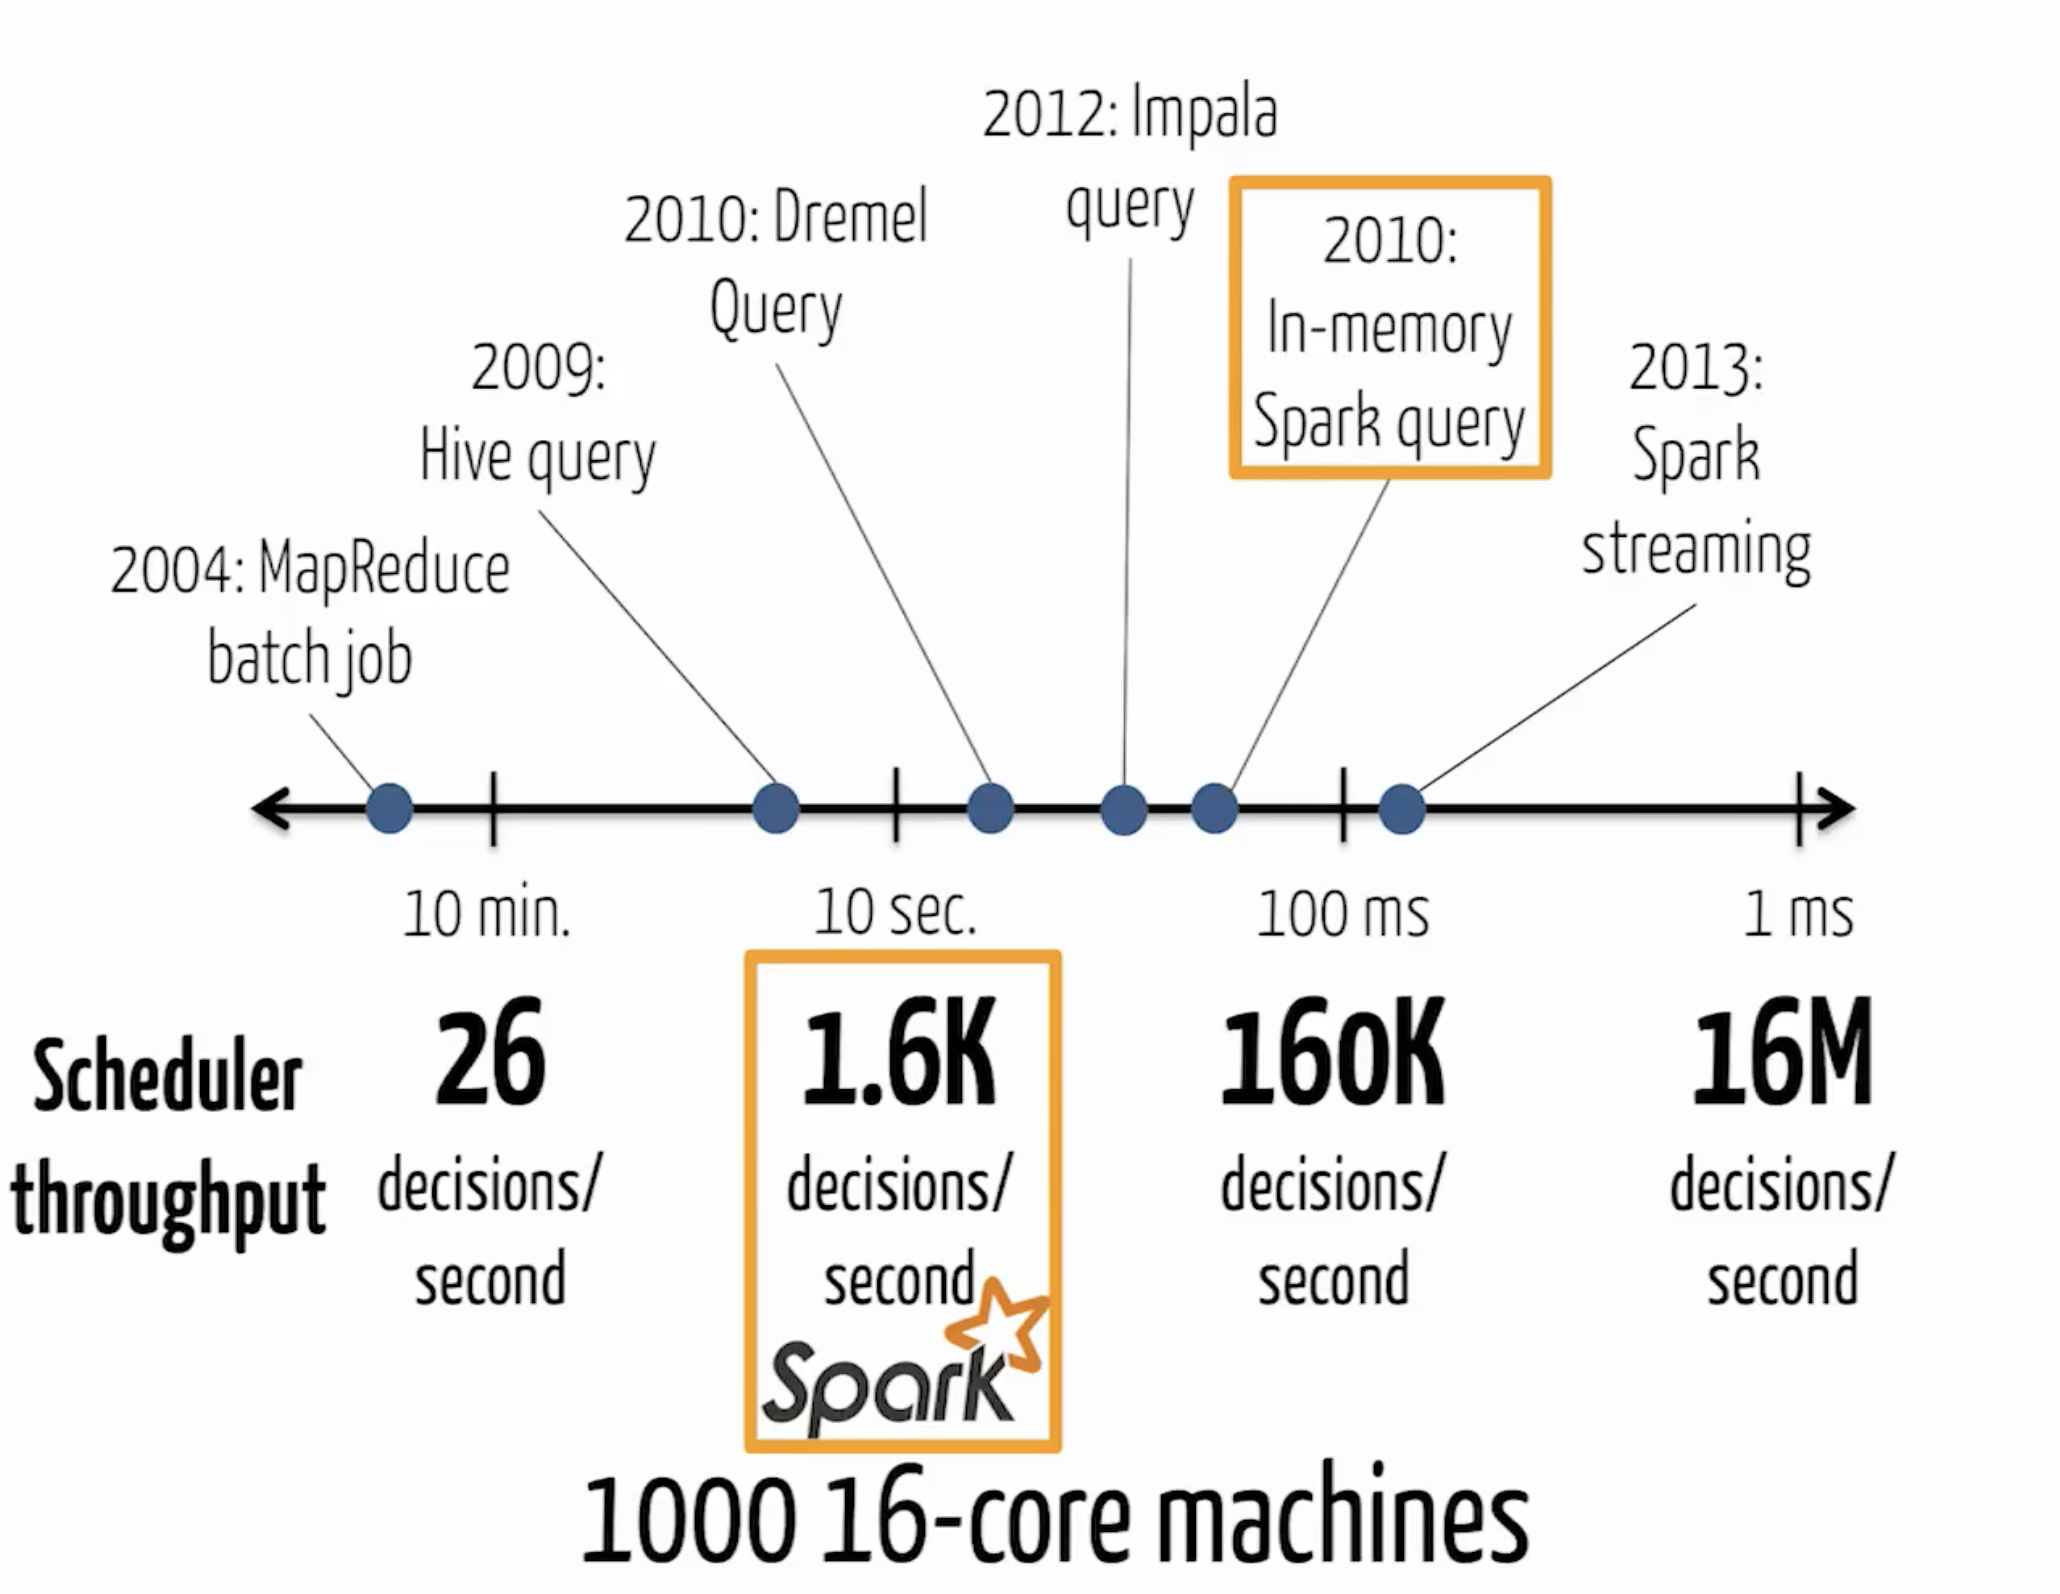 2012: Impala
query
2010: Dremel
Query
2010:
In-memory
Spark query
2009:
Hive query
2013:
Spark
streaming
2004: MapReduce
batch job
10 min.
10 sec.
100 ms
1 ms
Scheduler
throughput
26
decisions/
second
1.6K
decisions/
second
Spark
160K
decisions/
second
16M
decisions/
second
1000 16-core machines